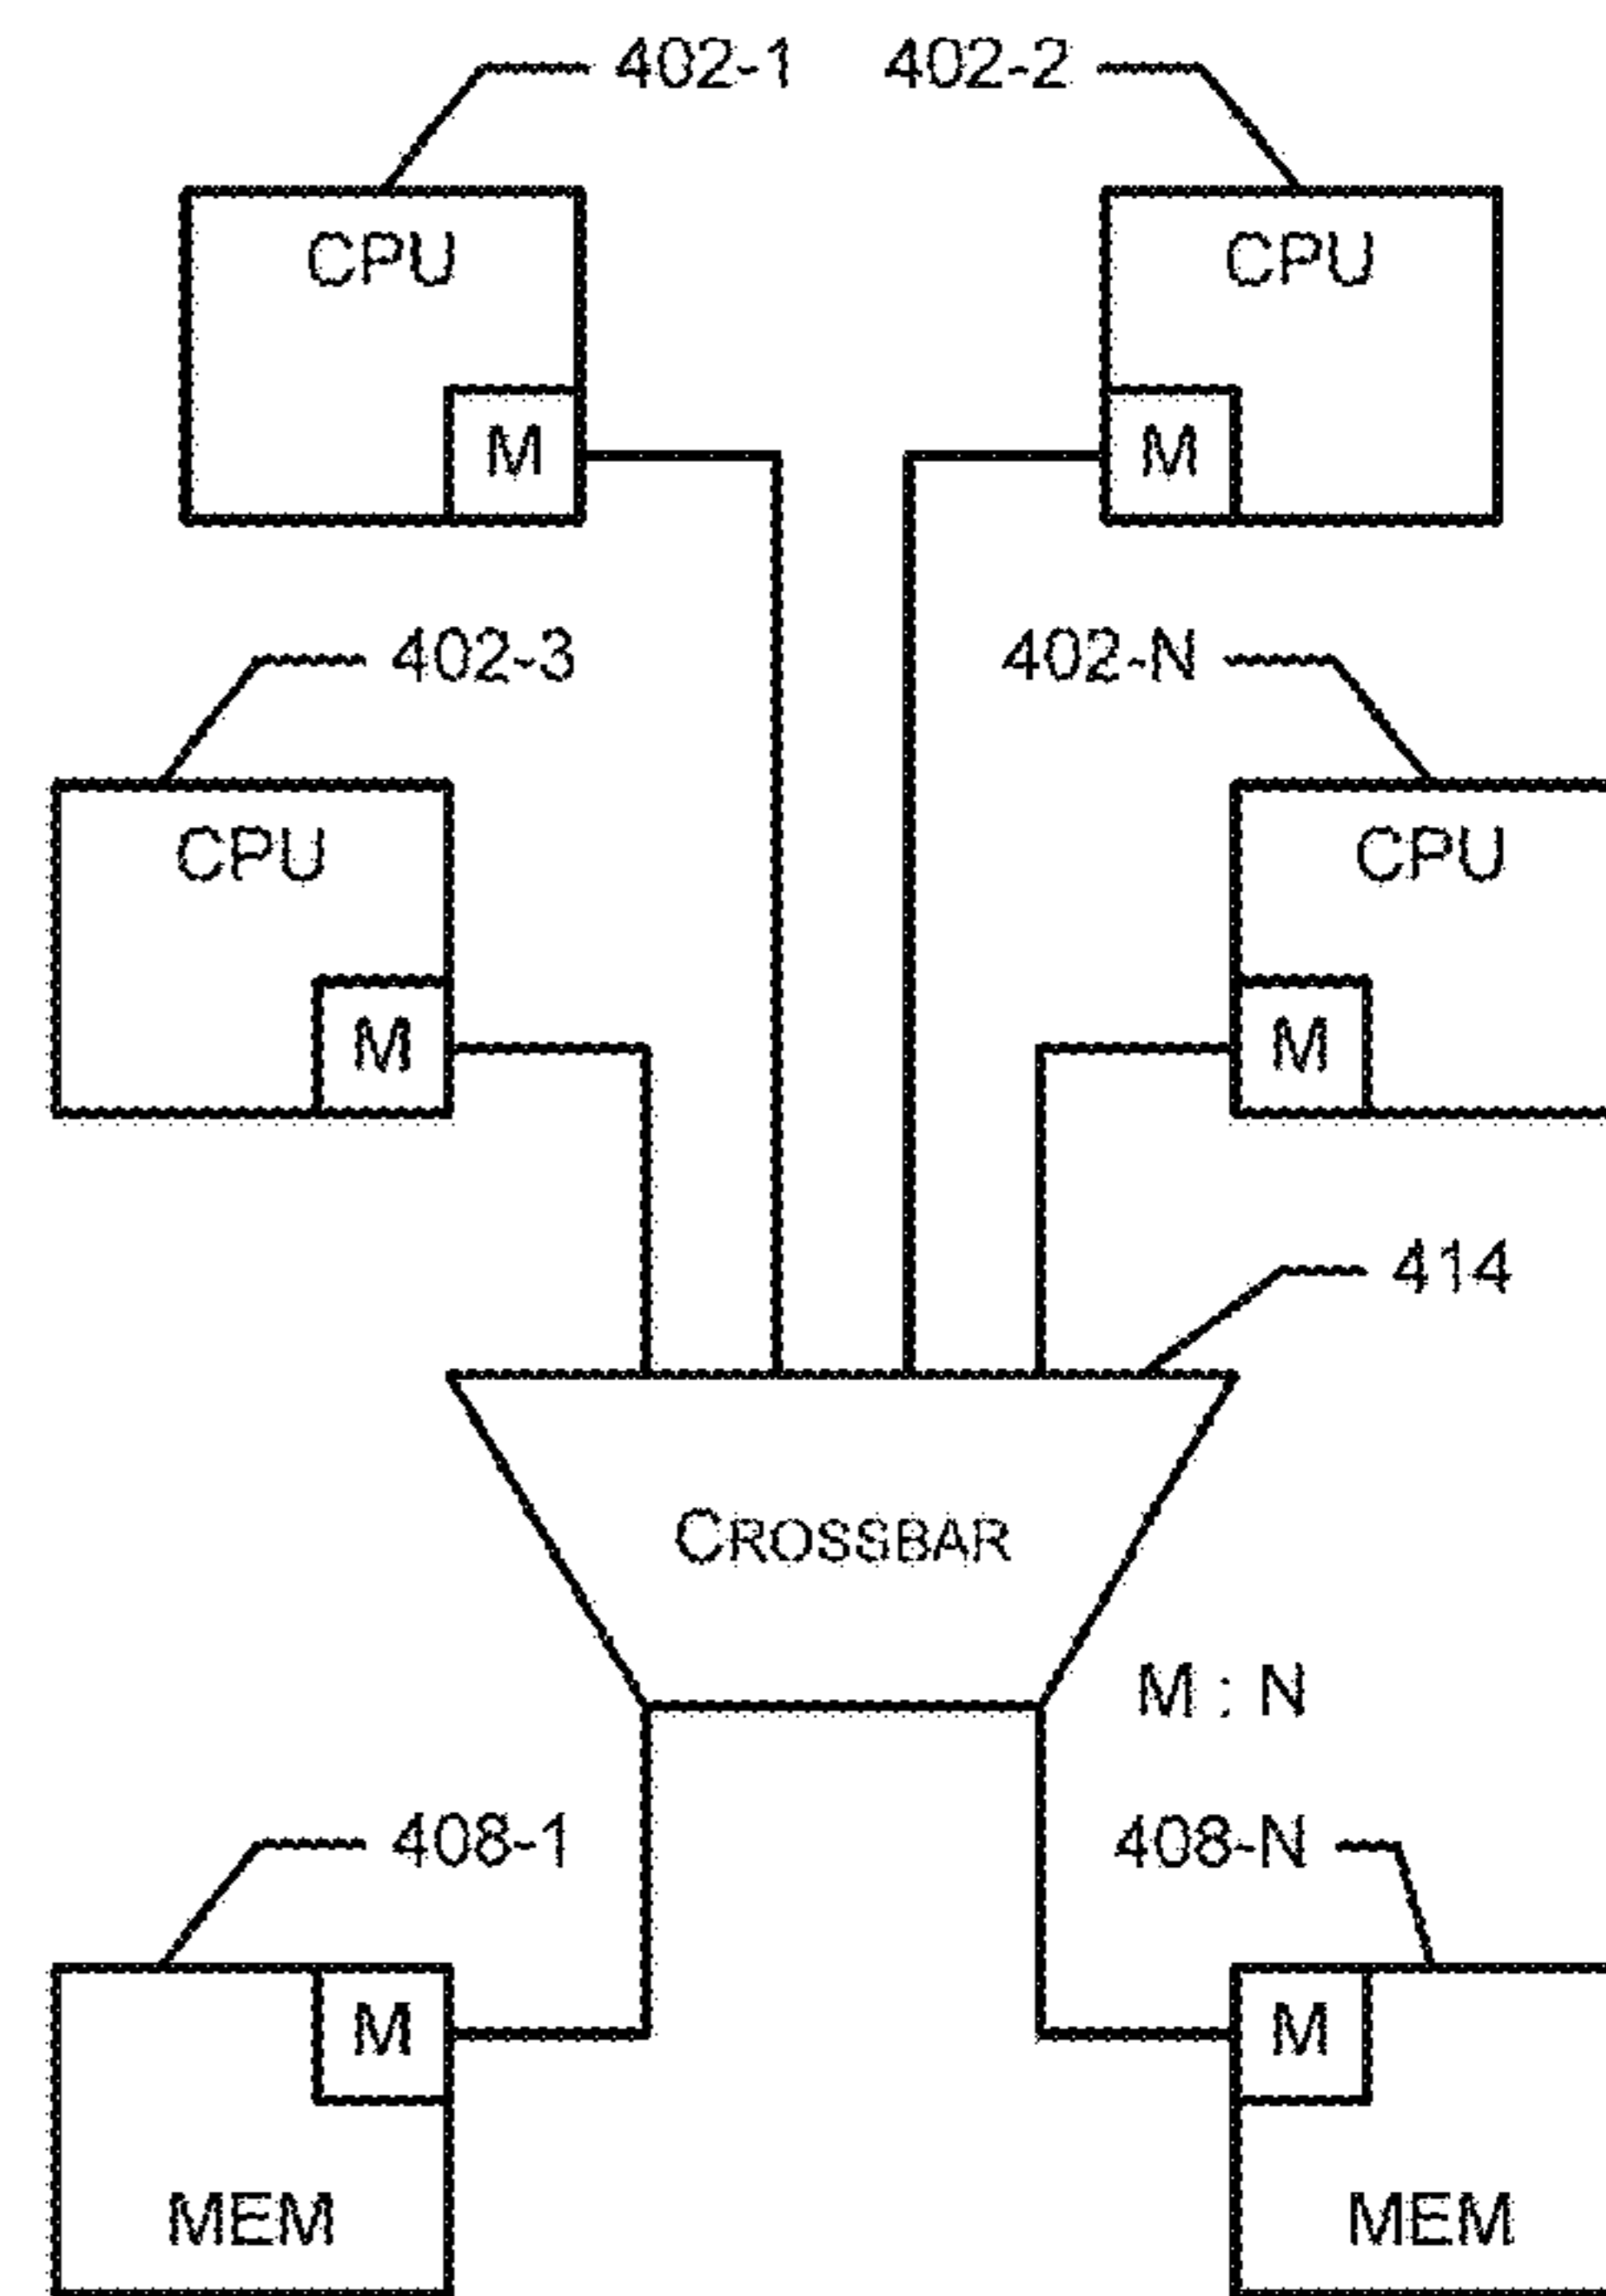 402-1 402-2
CPU CPU
M M
402-3 402-N
CPU CPU
M M
414
CROSSBAR
M : N
408-1 408-N
M M
MEM MEM